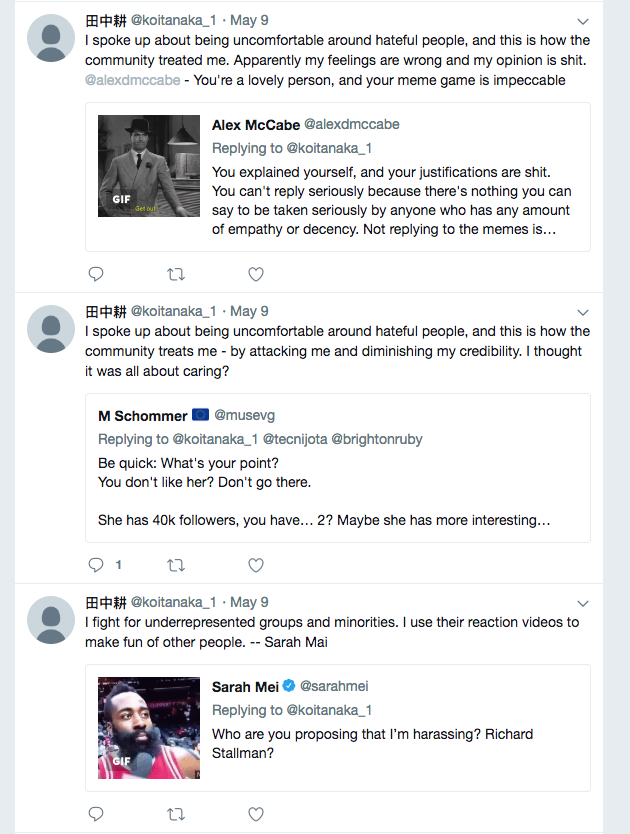 田中耕 @koitanaka_1 · May 9
I spoke up about being uncomfortable around hateful people, and this is how the
community treated me. Apparently my feelings are wrong and my opinion is shit.
@alexdmccabe - You're a lovely person, and your meme game is impeccable
Alex McCabe @alexdmccabe
Replying to @koitanaka_1
You explained yourself, and your justifications are shit.
You can't reply seriously because there's nothing you can
say to be taken seriously by anyone who has any amount
of empathy or decency. Not replying to the memes is...
GIF
Get out
田中耕 @koitanaka_1 · May 9
I spoke up about being uncomfortable around hateful people, and this is how the
community treats me - by attacking me and diminishing my credibility. I thought
it was all about caring?
M Schommer 🇪🇺 @musevg
Replying to @koitanaka_1 @tecnijota @brightonruby
Be quick: What's your point?
You don't like her? Don't go there.
She has 40k followers, you have... 2? Maybe she has more interesting...
1
田中耕 @koitanaka_1 · May 9
I fight for underrepresented groups and minorities. I use their reaction videos to
make fun of other people. -- Sarah Mai
Sarah Mei @sarahmei
Replying to @koitanaka_1
Who are you proposing that I'm harassing? Richard
Stallman?
GIF